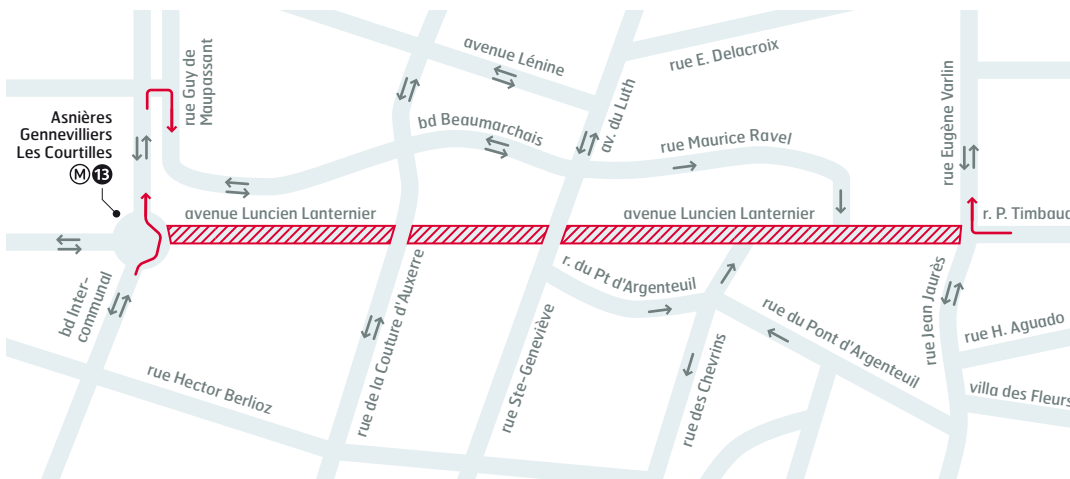 avenue Lénine
rue E. Delacroix
rue Guy de
Maupassant
av. du Luth
rue Eugène Varlin
Asnières
Gennevilliers
Les Courtilles
M 13
bd Beaumarchais
rue Maurice Ravel
avenue Luncien Lanternier
avenue Luncien Lanternier
r. P. Timbaud
bd Inter-
communal
r. du Pt d'Argenteuil
rue de la Couture d'Auxerre
rue Ste-Geneviève
rue des Chevrins
rue du Pont d'Argenteuil
rue Jean Jaurès
rue H. Aguado
villa des Fleurs
rue Hector Berlioz